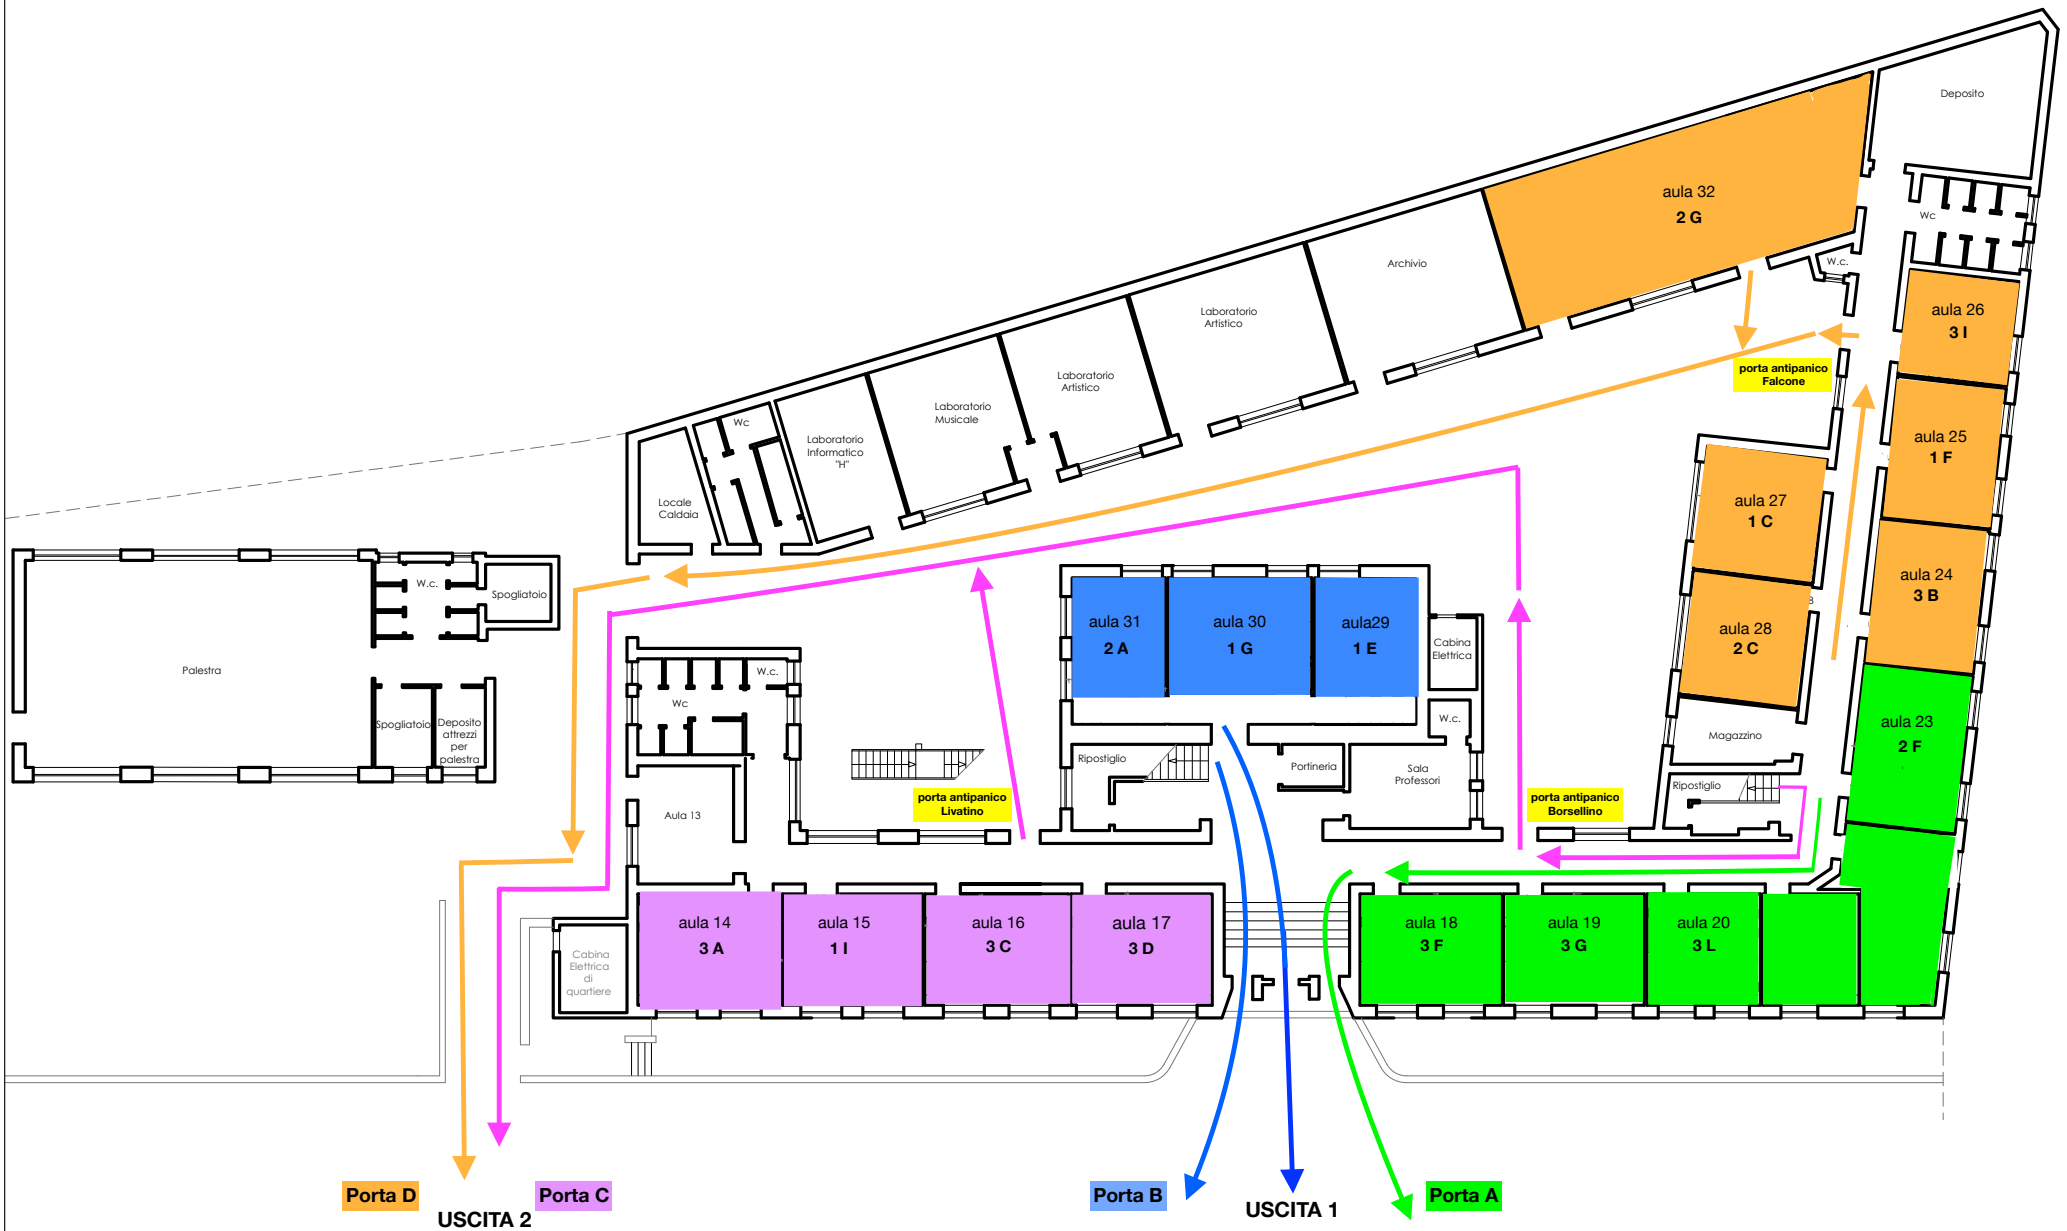 Deposito
aula 32
2 G
Wc
W.c.
Archivio
aula 26
3 I
Laboratorio
Artistico
porta antipanico
Falcone
Laboratorio
Artistico
Laboratorio
Musicale
Wc
Laboratorio
Informatico
"H"
aula 25
1 F
Locale
Caldaia
aula 27
1 C
aula 24
3 B
W.c.
Spogliatoio
aula 31
2 A
aula 30
1 G
aula29
1 E
Cabina
Elettrica
aula 28
2 C
Palestra
W.c.
Wc
Spogliatoio
Deposito
attrezzi
per
palestra
W.c.
Magazzino
aula 23
2 F
Ripostiglio
Portineria
Sala
Professori
Ripostiglio
porta antipanico
Livatino
porta antipanico
Borsellino
Aula 13
aula 14
3 A
aula 15
1 I
aula 16
3 C
aula 17
3 D
aula 18
3 F
aula 19
3 G
aula 20
3 L
Cabina
Elettrica
di
quartiere
Porta D
Porta C
Porta B
Porta A
USCITA 2
USCITA 1